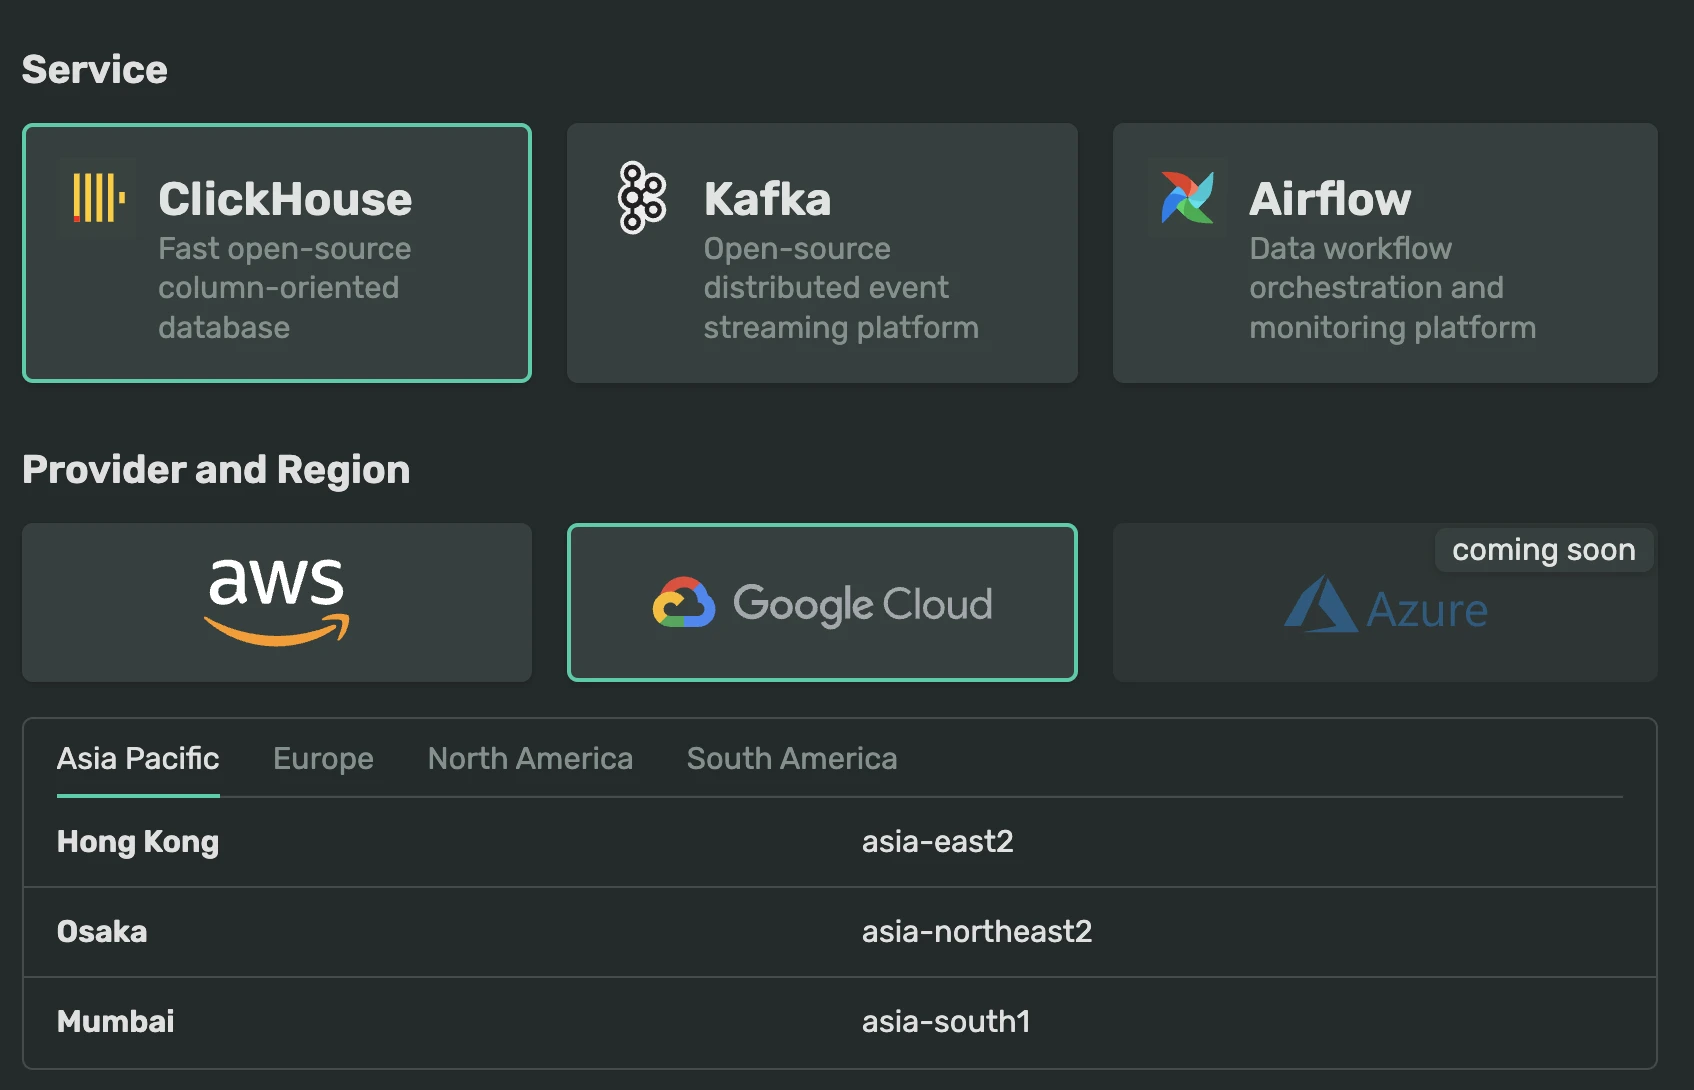 Service
ClickHouse
Fast open-source
column-oriented
database
Kafka
Open-source
distributed event
streaming platform
Airflow
Data workflow
orchestration and
monitoring platform
Provider and Region
aws
Google Cloud
coming soon
Azure
Asia Pacific Europe North America South America
Hong Kong asia-east2
Osaka asia-northeast2
Mumbai asia-south1